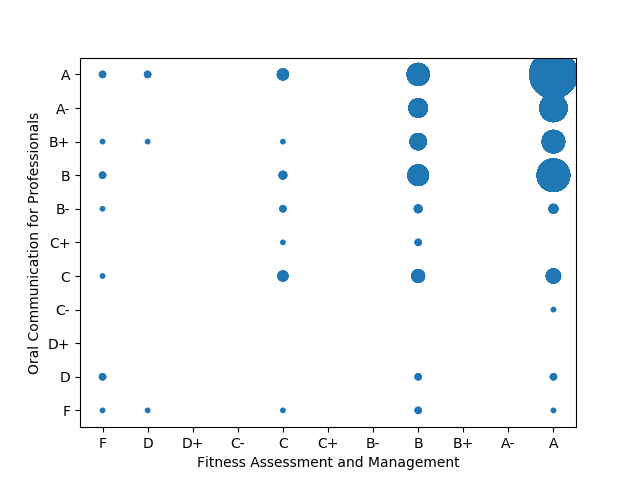 Oral Communication for Professionals
A
A-
B+
B
B-
C+
C
C-
D+
D
F
F D D+ C- C C+ B- B B+ A- A
Fitness Assessment and Management